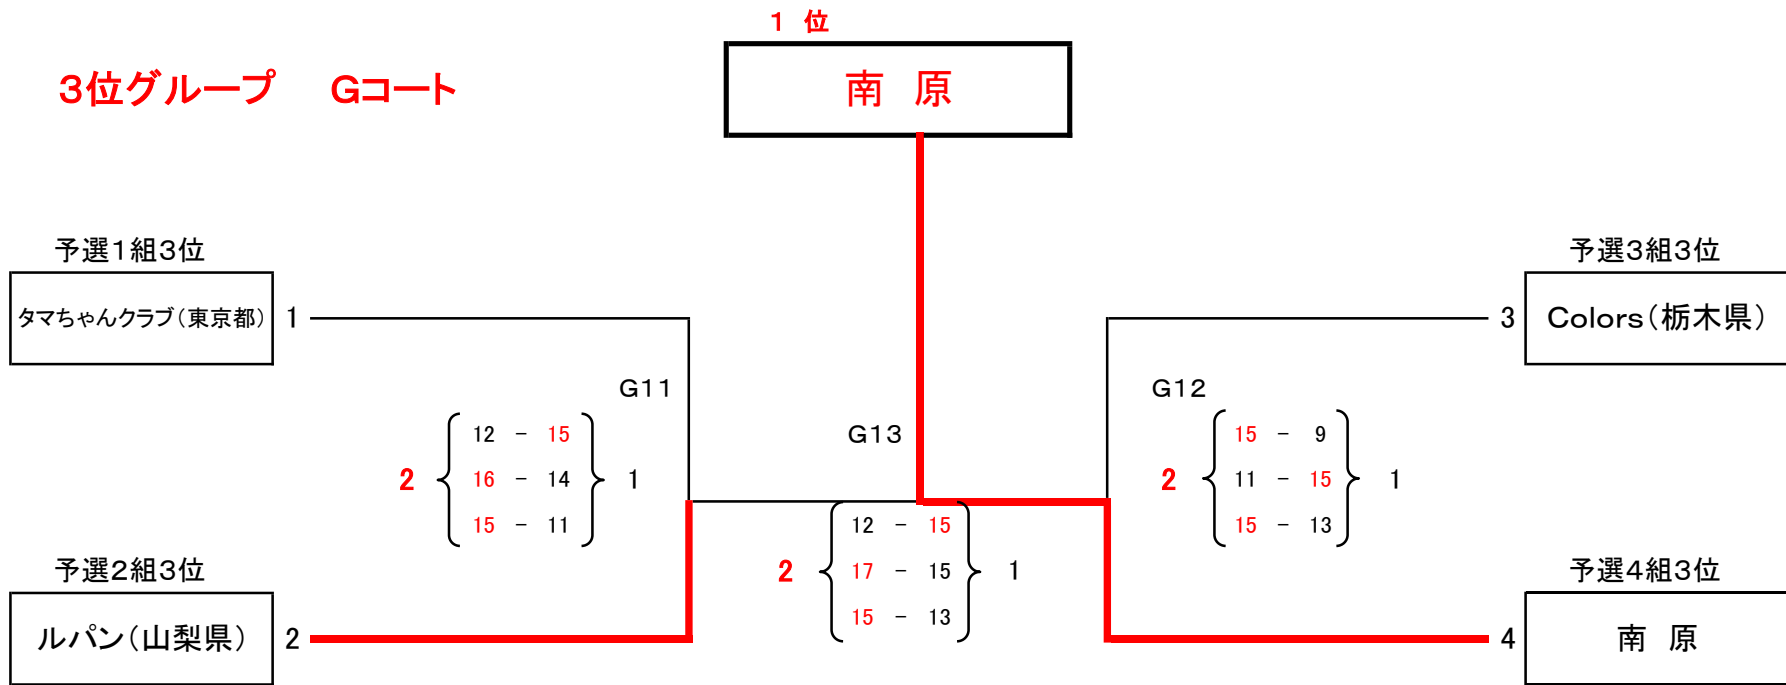 １ 位
3位グループ Gコート
南 原
予選１組３位
予選３組３位
タマちゃんクラブ（東京都） 1
3 Colors（栃木県）
G11
G12
G13
12 － 15
16 － 14
15 － 11
2
1
15 － 9
11 － 15
15 － 13
2
1
12 － 15
17 － 15
15 － 13
2
1
予選２組３位
予選４組３位
ルパン（山梨県） 2
4 南 原